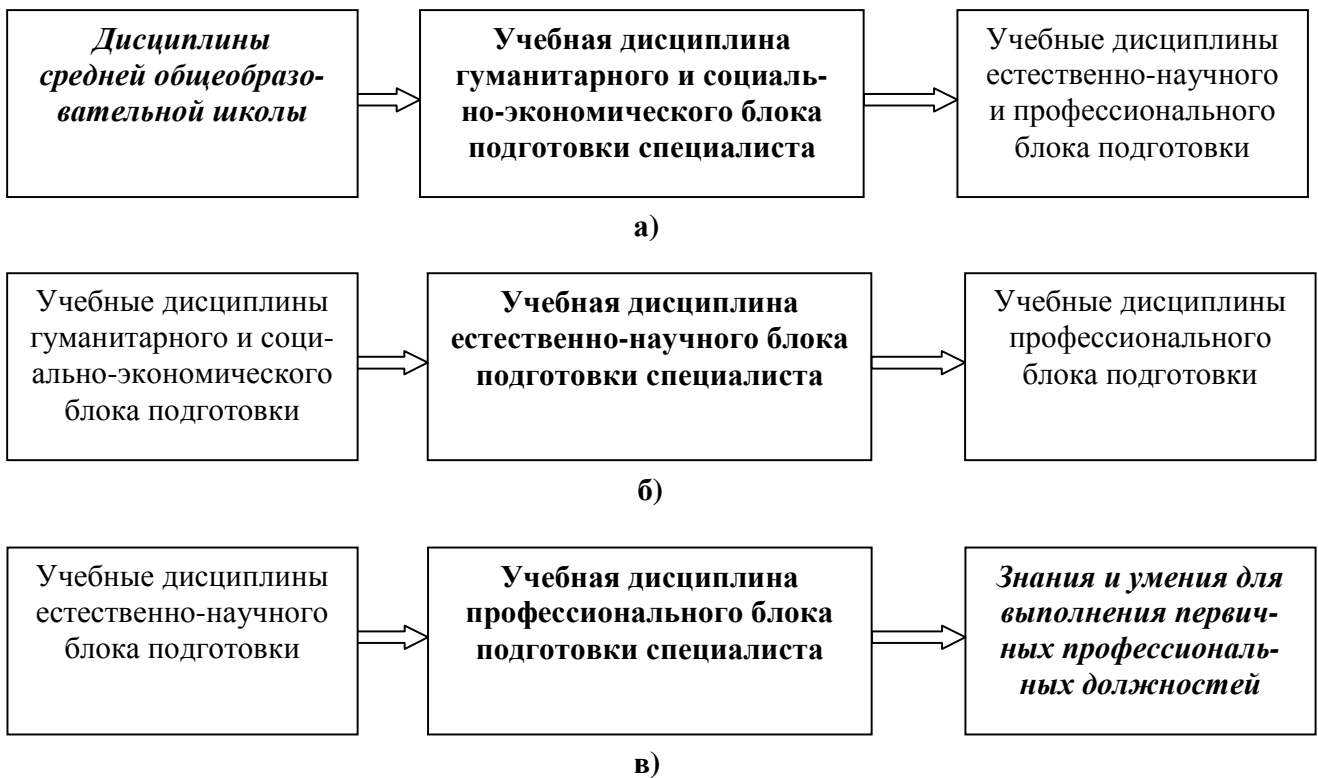 Дисциплины
средней общеобразо-
вательной школы
Учебная дисциплина
гуманитарного и социаль-
но-экономического блока
подготовки специалиста
Учебные дисциплины
естественно-научного
и профессионального
блока подготовки
а)
Учебные дисциплины
гуманитарного и соци-
ально-экономического
блока подготовки
Учебная дисциплина
естественно-научного блока
подготовки специалиста
Учебные дисциплины
профессионального
блока подготовки
б)
Учебные дисциплины
естественно-научного
блока подготовки
Учебная дисциплина
профессионального блока
подготовки специалиста
Знания и умения для
выполнения первич-
ных профессиональ-
ных должностей
в)